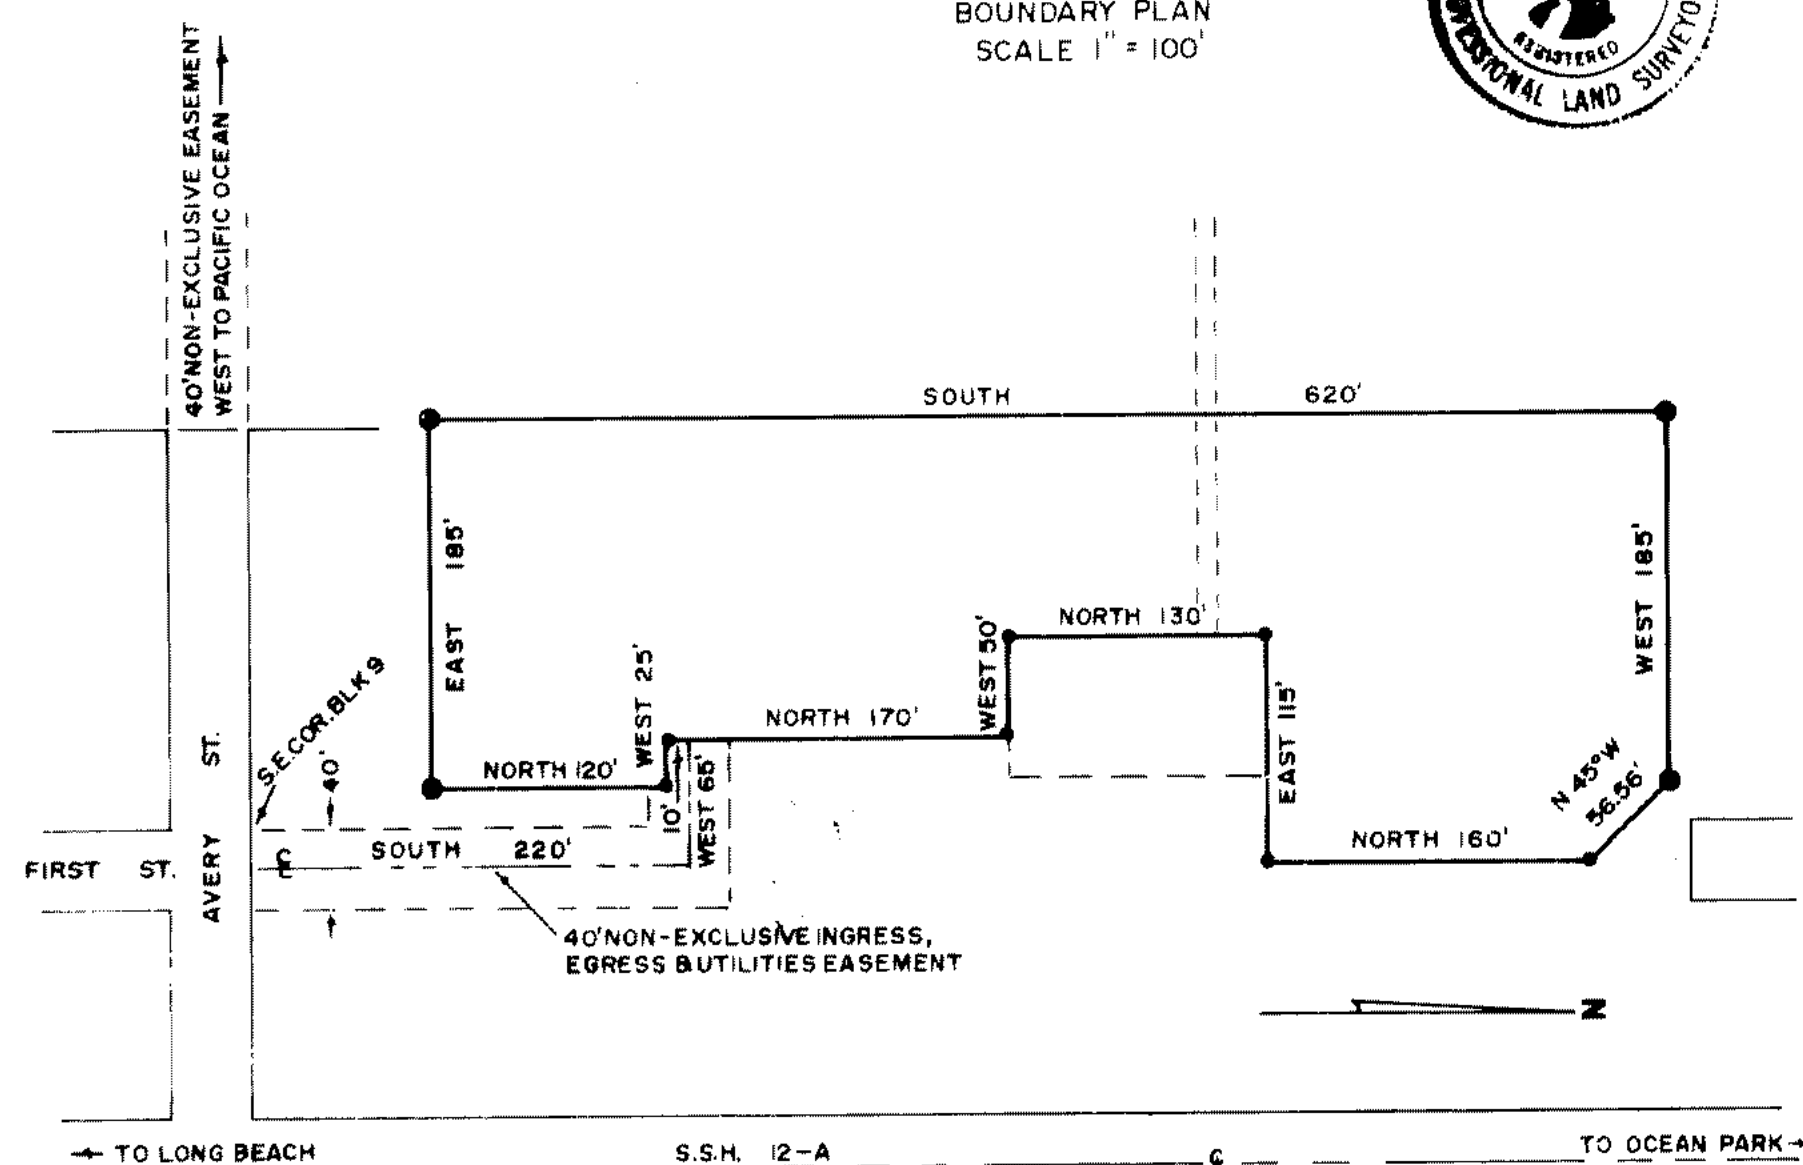 BOUNDARY PLAN
SCALE 1" = 100'
REGISTERED
PROFESSIONAL LAND SURVEYO
40' NON-EXCLUSIVE EASEMENT
WEST TO PACIFIC OCEAN
SOUTH 620'
EAST 185'
WEST 185'
NORTH 130'
WEST 50'
WEST 25'
NORTH 170'
EAST 115'
S.E. COR. BLK 9
40'
NORTH 120'
10'
WEST 65'
N 45° W
56.56'
NORTH 160'
SOUTH 220'
℄
FIRST ST.
AVERY ST.
40' NON-EXCLUSIVE INGRESS,
EGRESS & UTILITIES EASEMENT
N
TO LONG BEACH
S.S.H. 12-A
℄
TO OCEAN PARK